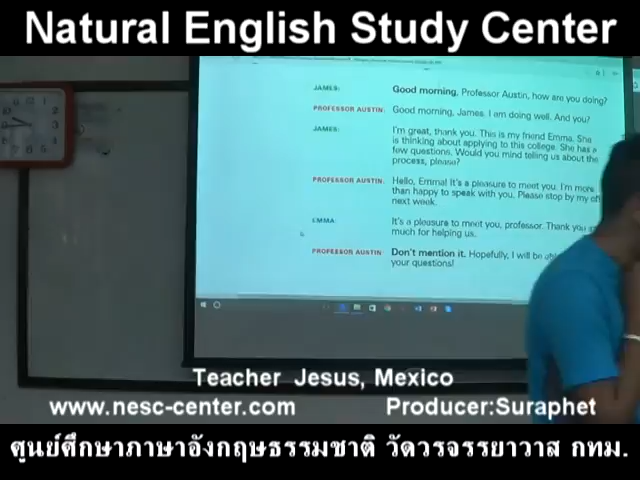 Natural English Study Center
JAMES: Good morning, Professor Austin, how are you doing?
PROFESSOR AUSTIN: Good morning, James. I am doing well. And you?
JAMES: I'm great, thank you. This is my friend Emma. She
is thinking about applying to this college. She has a
few questions. Would you mind telling us about the
process, please?
PROFESSOR AUSTIN: Hello, Emma! It's a pleasure to meet you. I'm more
than happy to speak with you. Please stop by my
next week.
EMMA: It's a pleasure to meet you, professor. Thank you
much for helping us.
PROFESSOR AUSTIN: Don't mention it. Hopefully, I will be
your questions!
Teacher Jesus, Mexico
www.nesc-center.com Producer:Suraphet
ศูนย์ศึกษาภาษาอังกฤษธรรมชาติ วัดวรจรรยาวาส กทม.